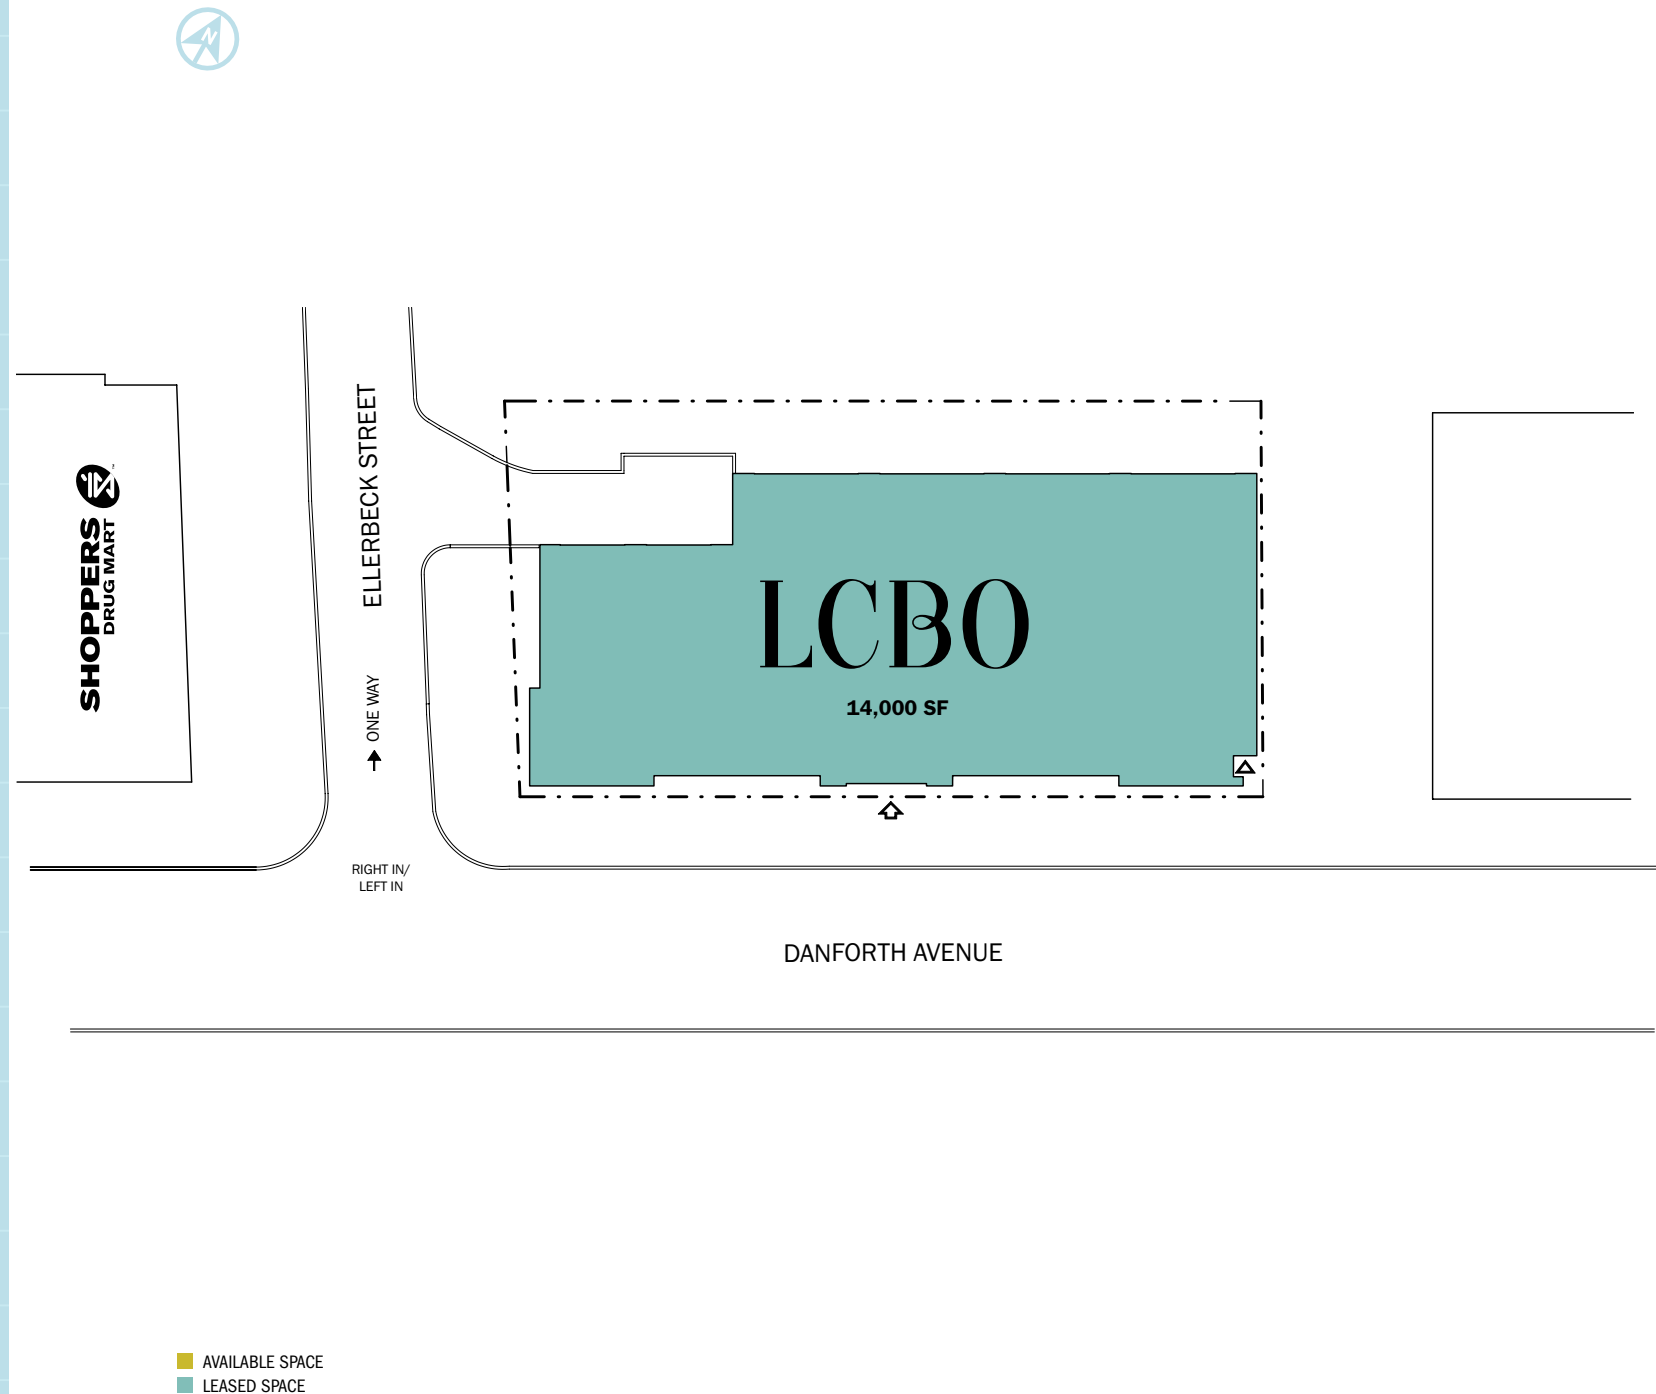 N
SHOPPERS
DRUG MART
™
ELLERBECK STREET
ONE WAY
LCBO
14,000 SF
RIGHT IN/
LEFT IN
DANFORTH AVENUE
AVAILABLE SPACE
LEASED SPACE